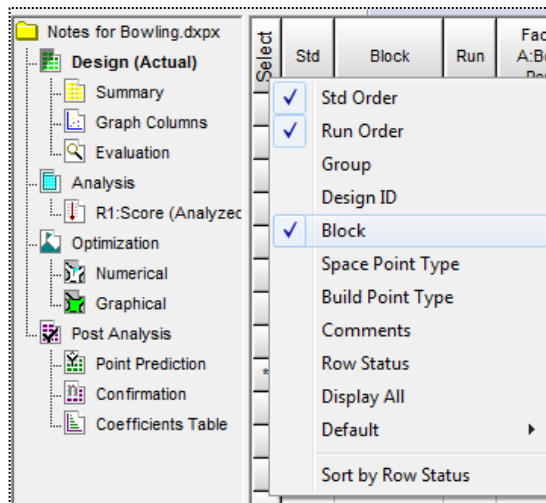 Notes for Bowling.dxpx
Design (Actual)
Summary
Graph Columns
Evaluation
Analysis
R1:Score (Analyzed
Optimization
Numerical
Graphical
Post Analysis
Point Prediction
Confirmation
Coefficients Table
Select
Std
Block
Run
Fac
A:Bo
Std Order
Run Order
Group
Design ID
Block
Space Point Type
Build Point Type
Comments
Row Status
Display All
Default
Sort by Row Status